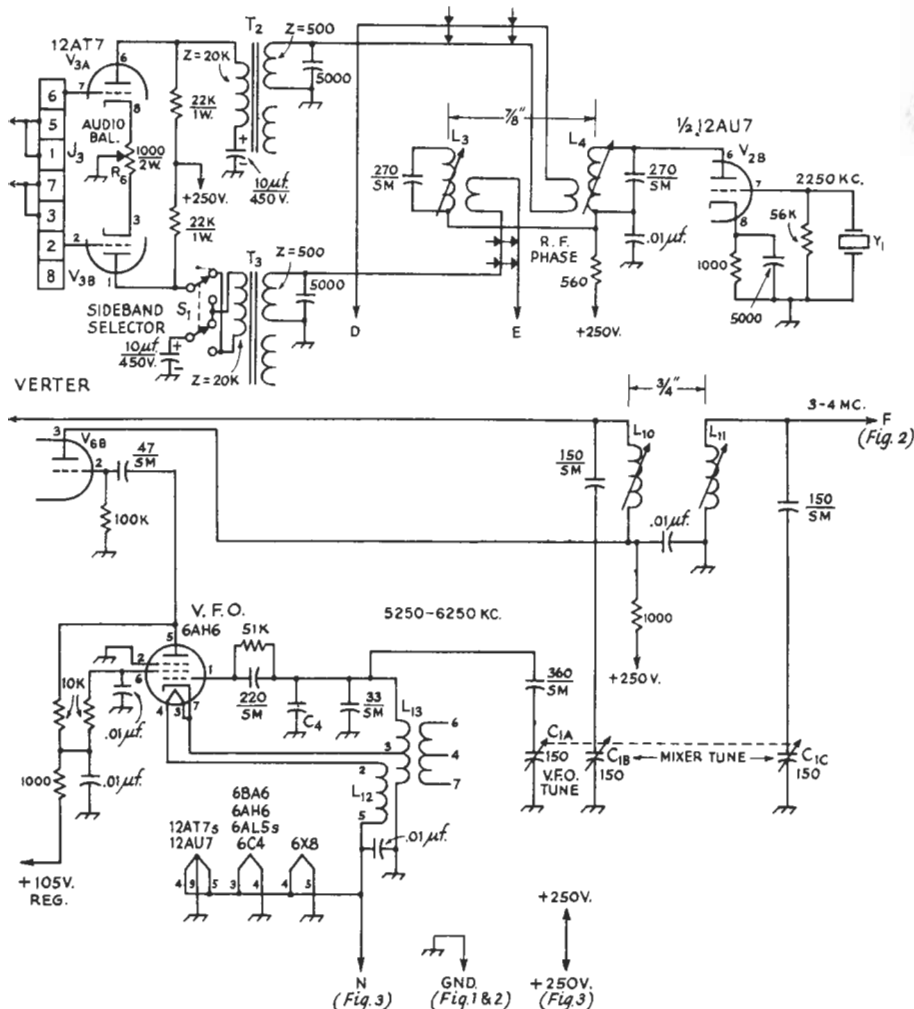 12AT7
V3A
6
7
8
6
5
1
7
3
2
8
J3
AUDIO
BAL.
R6
1000
2W.
3
2
1
V3B
22K
1W.
+250V.
22K
1W.
SIDEBAND
SELECTOR
S1
10µf.
450V.
T2
Z=20K
Z=500
5000
10µf.
450V.
T3
Z=500
5000
Z=20K
D
E
7/8"
L3
L4
270
SM
270
SM
.01µf.
R.F.
PHASE
560
+250V.
½ 12AU7
V2B
6
7
8
2250 KC.
56K
Y1
1000
5000
VERTER
3
V6B
2
47
SM
100K
3/4"
L10
L11
3-4 MC.
F
(Fig. 2)
150
SM
150
SM
.01µf.
1000
+250V.
V.F.O.
6AH6
5
2
6
1
4
3
7
10K
.01µf.
1000
.01µf.
+105V.
REG.
51K
220
SM
C4
33
SM
5250-6250 KC.
L13
3
6
4
7
2
L12
5
.01µf.
360
SM
C1A
150
V.F.O.
TUNE
C1B
150
MIXER TUNE
C1C
150
12AT7s
12AU7
4
9
5
6BA6
6AH6
6AL5s
6C4
3
4
6X8
4
5
N
(Fig.3)
GND.
(Fig.1&2)
+250V.
+250V.
(Fig.3)